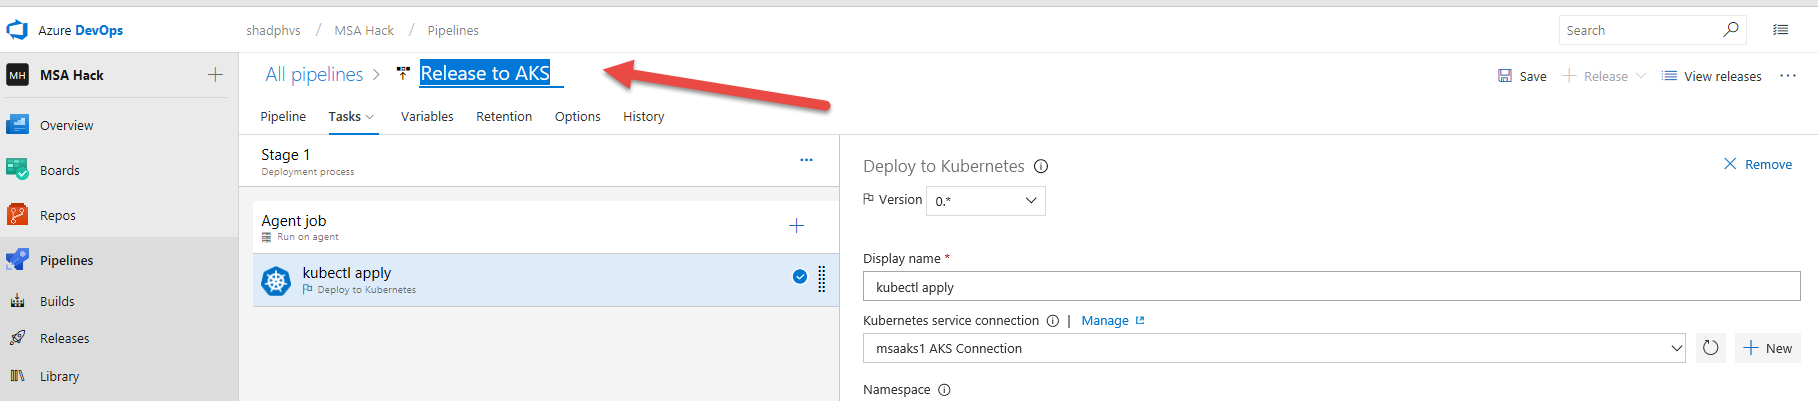 Azure DevOps
shadphvs / MSA Hack / Pipelines
Search
MH MSA Hack
Overview
Boards
Repos
Pipelines
Builds
Releases
Library
All pipelines > Release to AKS
Save
Release
View releases
Pipeline Tasks Variables Retention Options History
Stage 1
Deployment process
Agent job
Run on agent
kubectl apply
Deploy to Kubernetes
Deploy to Kubernetes
Remove
Version 0.*
Display name *
kubectl apply
Kubernetes service connection | Manage
msaaks1 AKS Connection
New
Namespace